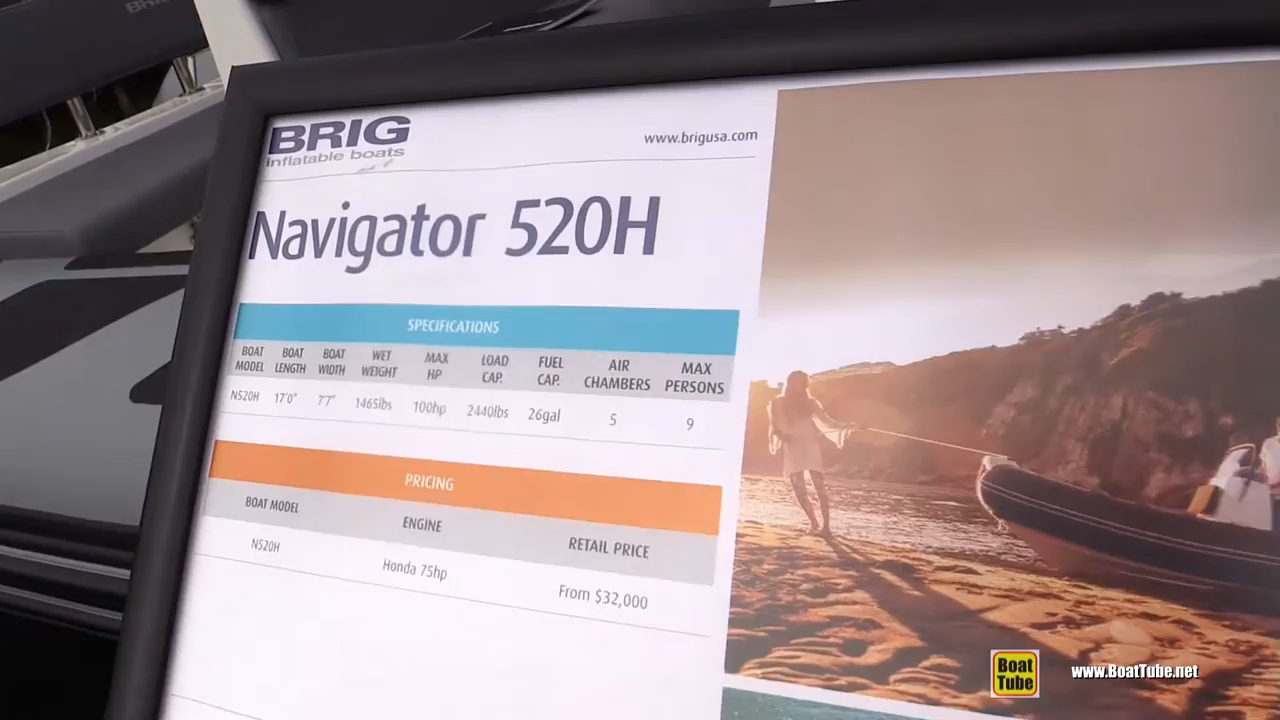 BRIG
BRIG
inflatable boats
www.brigusa.com
Navigator 520H
SPECIFICATIONS
BOAT MODEL BOAT LENGTH BOAT WIDTH WET WEIGHT MAX HP LOAD CAP. FUEL CAP. AIR CHAMBERS MAX PERSONS
N520H 17'0" 7'7" 1465lbs 100hp 2440lbs 26gal 5 9
PRICING
BOAT MODEL ENGINE RETAIL PRICE
N520H Honda 75hp From $32,000
Boat
Tube
www.BoatTube.net